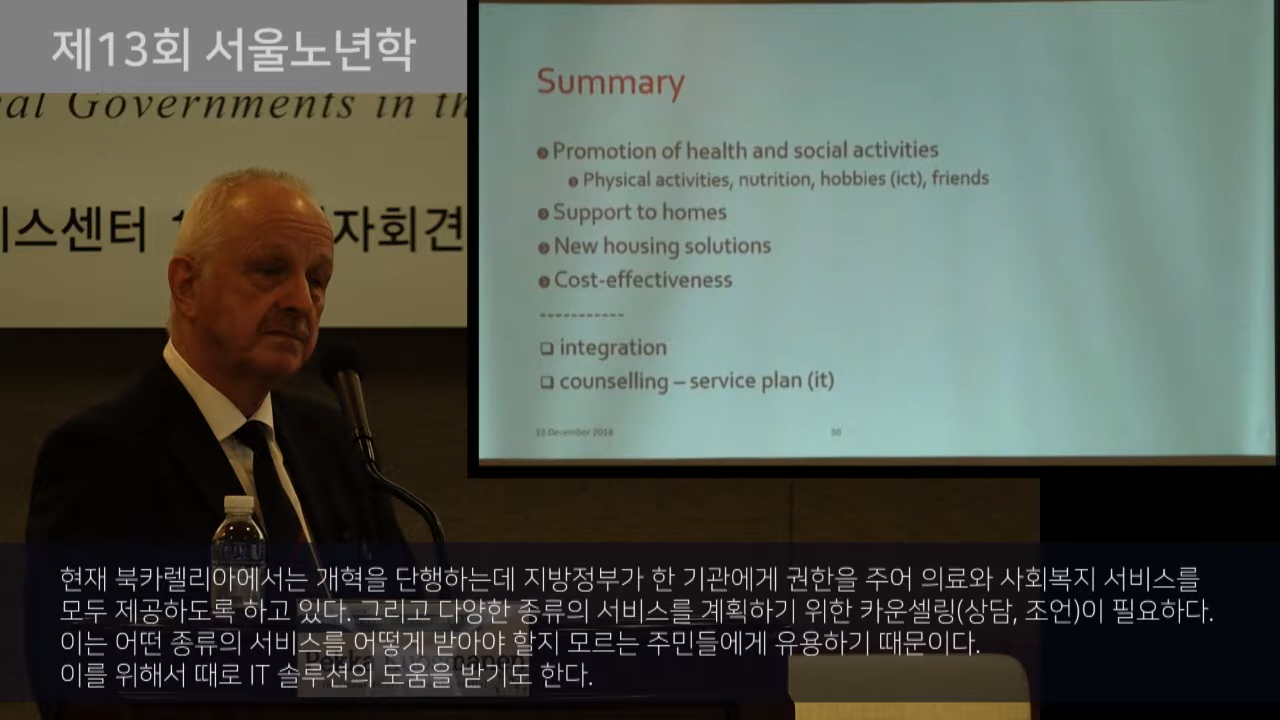 제13회 서울노년학
al Governments in th
스센터
자회견
Summary
Promotion of health and social activities
Physical activities, nutrition, hobbies (ict), friends
Support to homes
New housing solutions
Cost-effectiveness
-----------
integration
counselling – service plan (it)
13 December 2016 30
현재 북카렐리아에서는 개혁을 단행하는데 지방정부가 한 기관에게 권한을 주어 의료와 사회복지 서비스를
모두 제공하도록 하고 있다. 그리고 다양한 종류의 서비스를 계획하기 위한 카운셀링(상담, 조언)이 필요하다.
이는 어떤 종류의 서비스를 어떻게 받아야 할지 모르는 주민들에게 유용하기 때문이다.
이를 위해서 때로 IT 솔루션의 도움을 받기도 한다.